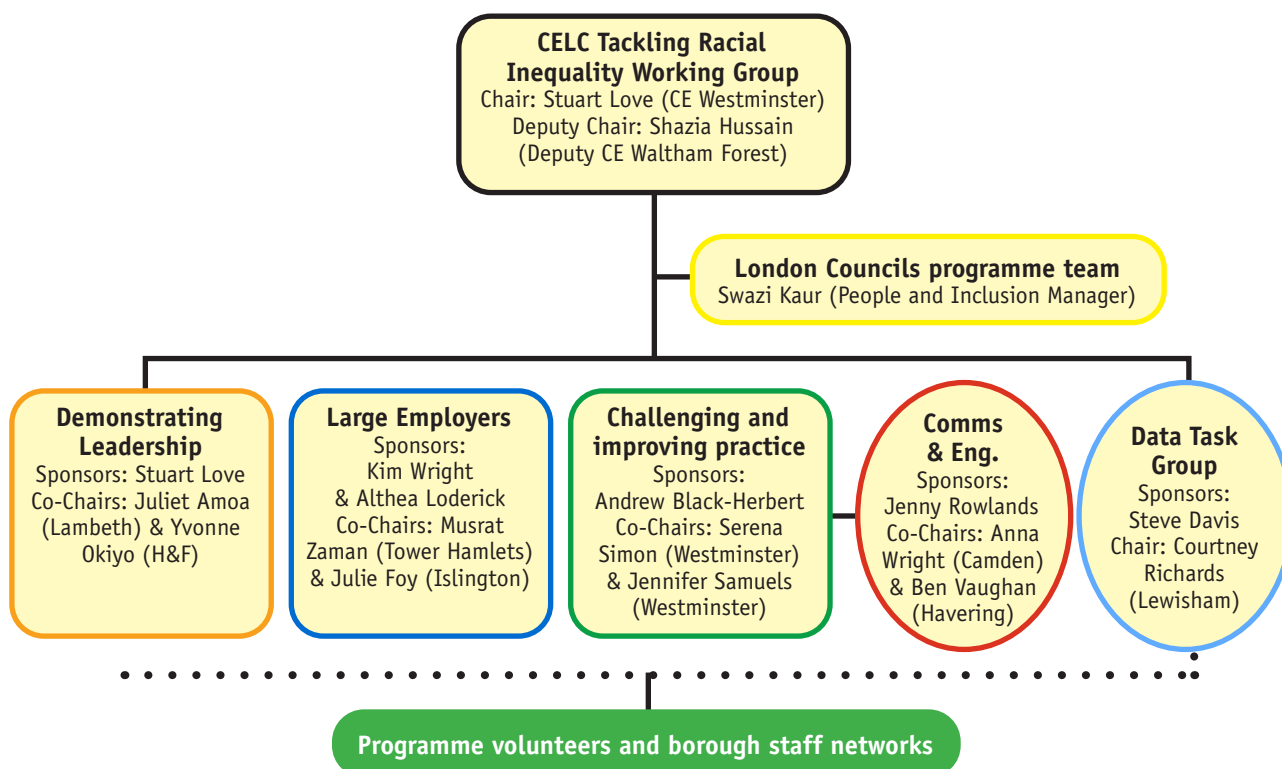 CELC Tackling Racial
Inequality Working Group
Chair: Stuart Love (CE Westminster)
Deputy Chair: Shazia Hussain
(Deputy CE Waltham Forest)
London Councils programme team
Swazi Kaur (People and Inclusion Manager)
Demonstrating
Leadership
Sponsors: Stuart Love
Co-Chairs: Juliet Amoa
(Lambeth) & Yvonne
Okiyo (H&F)
Large Employers
Sponsors:
Kim Wright
& Althea Loderick
Co-Chairs: Musrat
Zaman (Tower Hamlets)
& Julie Foy (Islington)
Challenging and
improving practice
Sponsors:
Andrew Black-Herbert
Co-Chairs: Serena
Simon (Westminster)
& Jennifer Samuels
(Westminster)
Comms
& Eng.
Sponsors:
Jenny Rowlands
Co-Chairs: Anna
Wright (Camden)
& Ben Vaughan
(Havering)
Data Task
Group
Sponsors:
Steve Davis
Chair: Courtney
Richards
(Lewisham)
Programme volunteers and borough staff networks